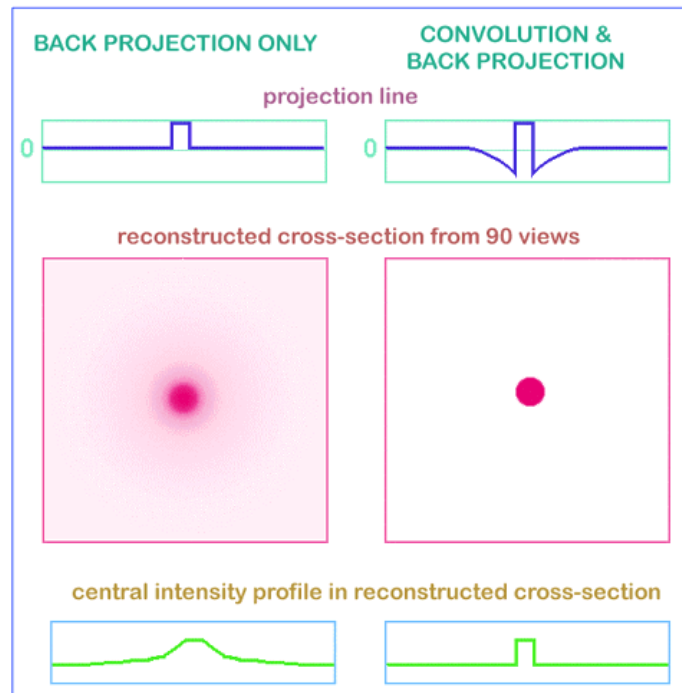 BACK PROJECTION ONLY
CONVOLUTION &
BACK PROJECTION
projection line
0
0
reconstructed cross-section from 90 views
central intensity profile in reconstructed cross-section